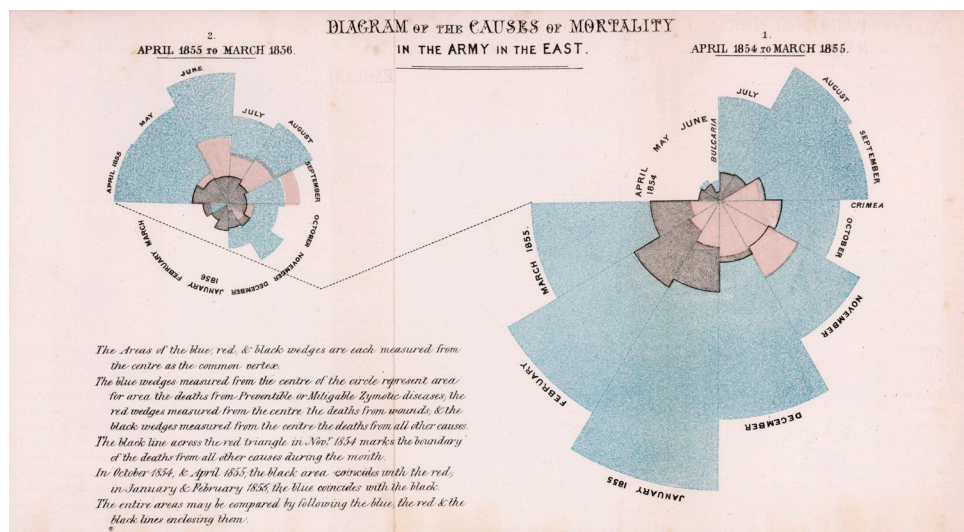 DIAGRAM OF THE CAUSES OF MORTALITY
IN THE ARMY IN THE EAST.
2.
APRIL 1855 TO MARCH 1856.
1.
APRIL 1854 TO MARCH 1855.
APRIL 1855
MAY
JUNE
JULY
AUGUST
SEPTEMBER
OCTOBER
NOVEMBER
DECEMBER
JANUARY
1856
FEBRUARY
MARCH
APRIL
1854
MAY
JUNE
BULGARIA
JULY
AUGUST
SEPTEMBER
CRIMEA
OCTOBER
NOVEMBER
DECEMBER
JANUARY 1855
FEBRUARY
MARCH 1855.
The Areas of the blue, red, & black wedges are each measured from
the centre as the common vertex.
The blue wedges measured from the centre of the circle represent area
for area the deaths from Preventible or Mitigable Zymotic diseases, the
red wedges measured from the centre the deaths from wounds, & the
black wedges measured from the centre the deaths from all other causes.
The black line across the red triangle in Novr. 1854 marks the boundary
of the deaths from all other causes during the month.
In October 1854, & April 1855, the black area coincides with the red,
in January & February 1856, the blue coincides with the black.
The entire areas may be compared by following the blue, the red & the
black lines enclosing them.